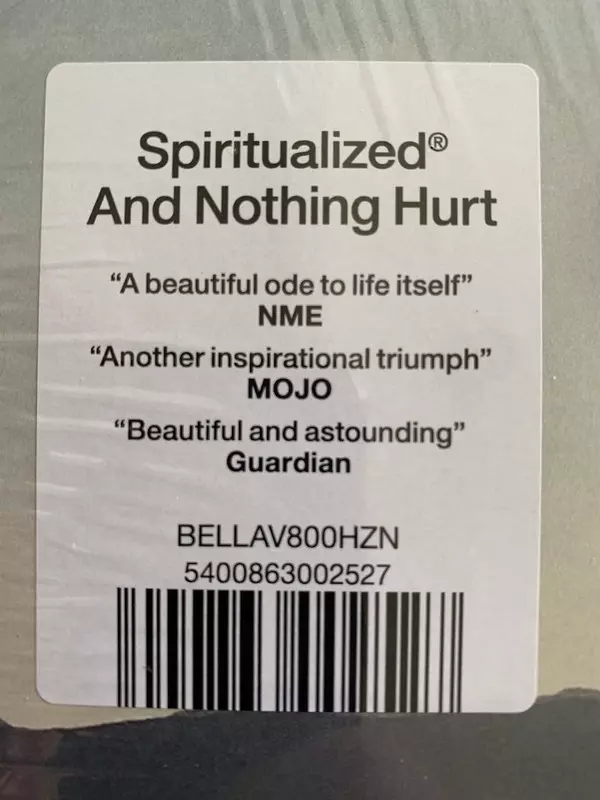 Spiritualized®
And Nothing Hurt
“A beautiful ode to life itself”
NME
“Another inspirational triumph”
MOJO
“Beautiful and astounding”
Guardian
BELLAV800HZN
5400863002527